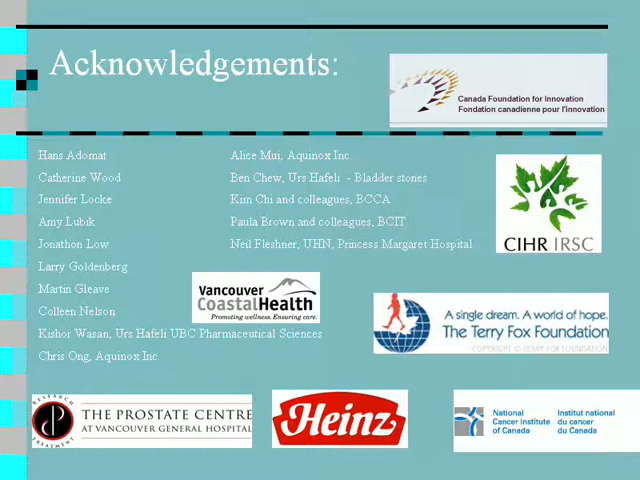 Acknowledgements:
Canada Foundation for Innovation
Fondation canadienne pour l'innovation
Hans Adomat
Catherine Wood
Jennifer Locke
Amy Lubik
Jonathon Low
Larry Goldenberg
Martin Gleave
Colleen Nelson
Kishor Wasan, Urs Hafeli UBC Pharmaceutical Sciences
Chris Ong, Aquinox Inc.
Alice Mui, Aquinox Inc.
Ben Chew, Urs Hafeli - Bladder stones
Kim Chi and colleagues, BCCA
Paula Brown and colleagues, BCIT
Neil Fleshner, UHN, Princess Margaret Hospital
CIHR IRSC
Vancouver
CoastalHealth
Promoting wellness. Ensuring care.
A single dream. A world of hope.
The Terry Fox Foundation
COPYRIGHT © TERRY FOX FOUNDATION
RESEARCH
TREATMENT
THE PROSTATE CENTRE
AT VANCOUVER GENERAL HOSPITAL
Heinz
National
Cancer Institute
of Canada
Institut national
du cancer
du Canada